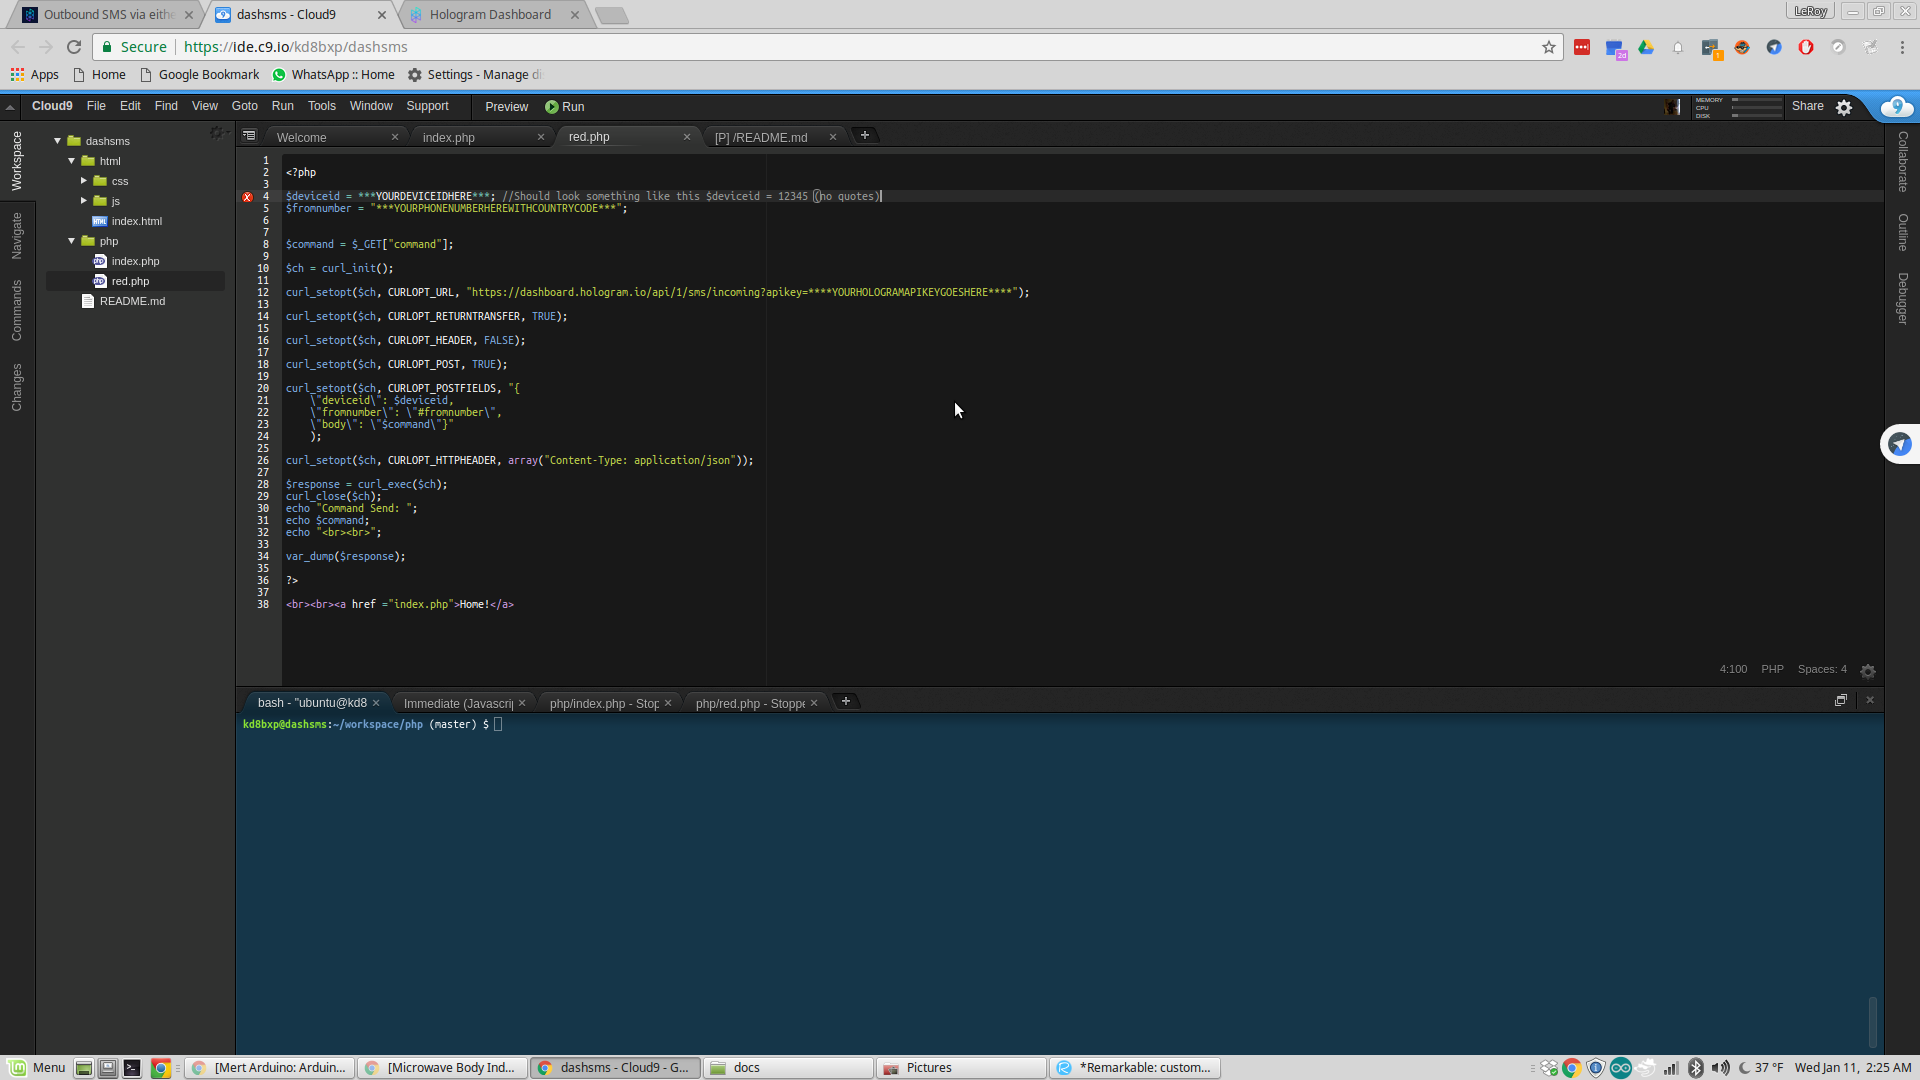 Outbound SMS via eithe
dashsms - Cloud9
Hologram Dashboard
LeRoy
Secure
https://ide.c9.io/kd8bxp/dashsms
Apps
Home
Google Bookmark
WhatsApp :: Home
Settings - Manage di
Cloud9 File Edit Find View Goto Run Tools Window Support Preview Run
MEMORY
CPU
DISK
Share
Workspace
Navigate
Commands
Changes
dashsms
html
css
js
index.html
php
index.php
red.php
README.md
Welcome
index.php
red.php
[P] /README.md
1
2 <?php
3
4 $deviceid = ***YOURDEVICEIDHERE***; //Should look something like this $deviceid = 12345 (no quotes)
5 $fromnumber = "***YOURPHONENUMBERHEREWITHCOUNTRYCODE***";
6
7
8 $command = $_GET["command"];
9
10 $ch = curl_init();
11
12 curl_setopt($ch, CURLOPT_URL, "https://dashboard.hologram.io/api/1/sms/incoming?apikey=****YOURHOLOGRAMAPIKEYGOESHERE****");
13
14 curl_setopt($ch, CURLOPT_RETURNTRANSFER, TRUE);
15
16 curl_setopt($ch, CURLOPT_HEADER, FALSE);
17
18 curl_setopt($ch, CURLOPT_POST, TRUE);
19
20 curl_setopt($ch, CURLOPT_POSTFIELDS, "{
21 \"deviceid\": $deviceid,
22 \"fromnumber\": \"#fromnumber\",
23 \"body\": \"$command\"}"
24 );
25
26 curl_setopt($ch, CURLOPT_HTTPHEADER, array("Content-Type: application/json"));
27
28 $response = curl_exec($ch);
29 curl_close($ch);
30 echo "Command Send: ";
31 echo $command;
32 echo "<br><br>";
33
34 var_dump($response);
35
36 ?>
37
38 <br><br><a href ="index.php">Home!</a>
4:100 PHP Spaces: 4
Collaborate
Outline
Debugger
bash - "ubuntu@kd8
Immediate (Javascrip
php/index.php - Stop
php/red.php - Stoppe
kd8bxp@dashsms:~/workspace/php (master) $
Menu
[Mert Arduino: Arduin...
[Microwave Body Ind...
dashsms - Cloud9 - G...
docs
Pictures
*Remarkable: custom...
37 °F
Wed Jan 11, 2:25 AM